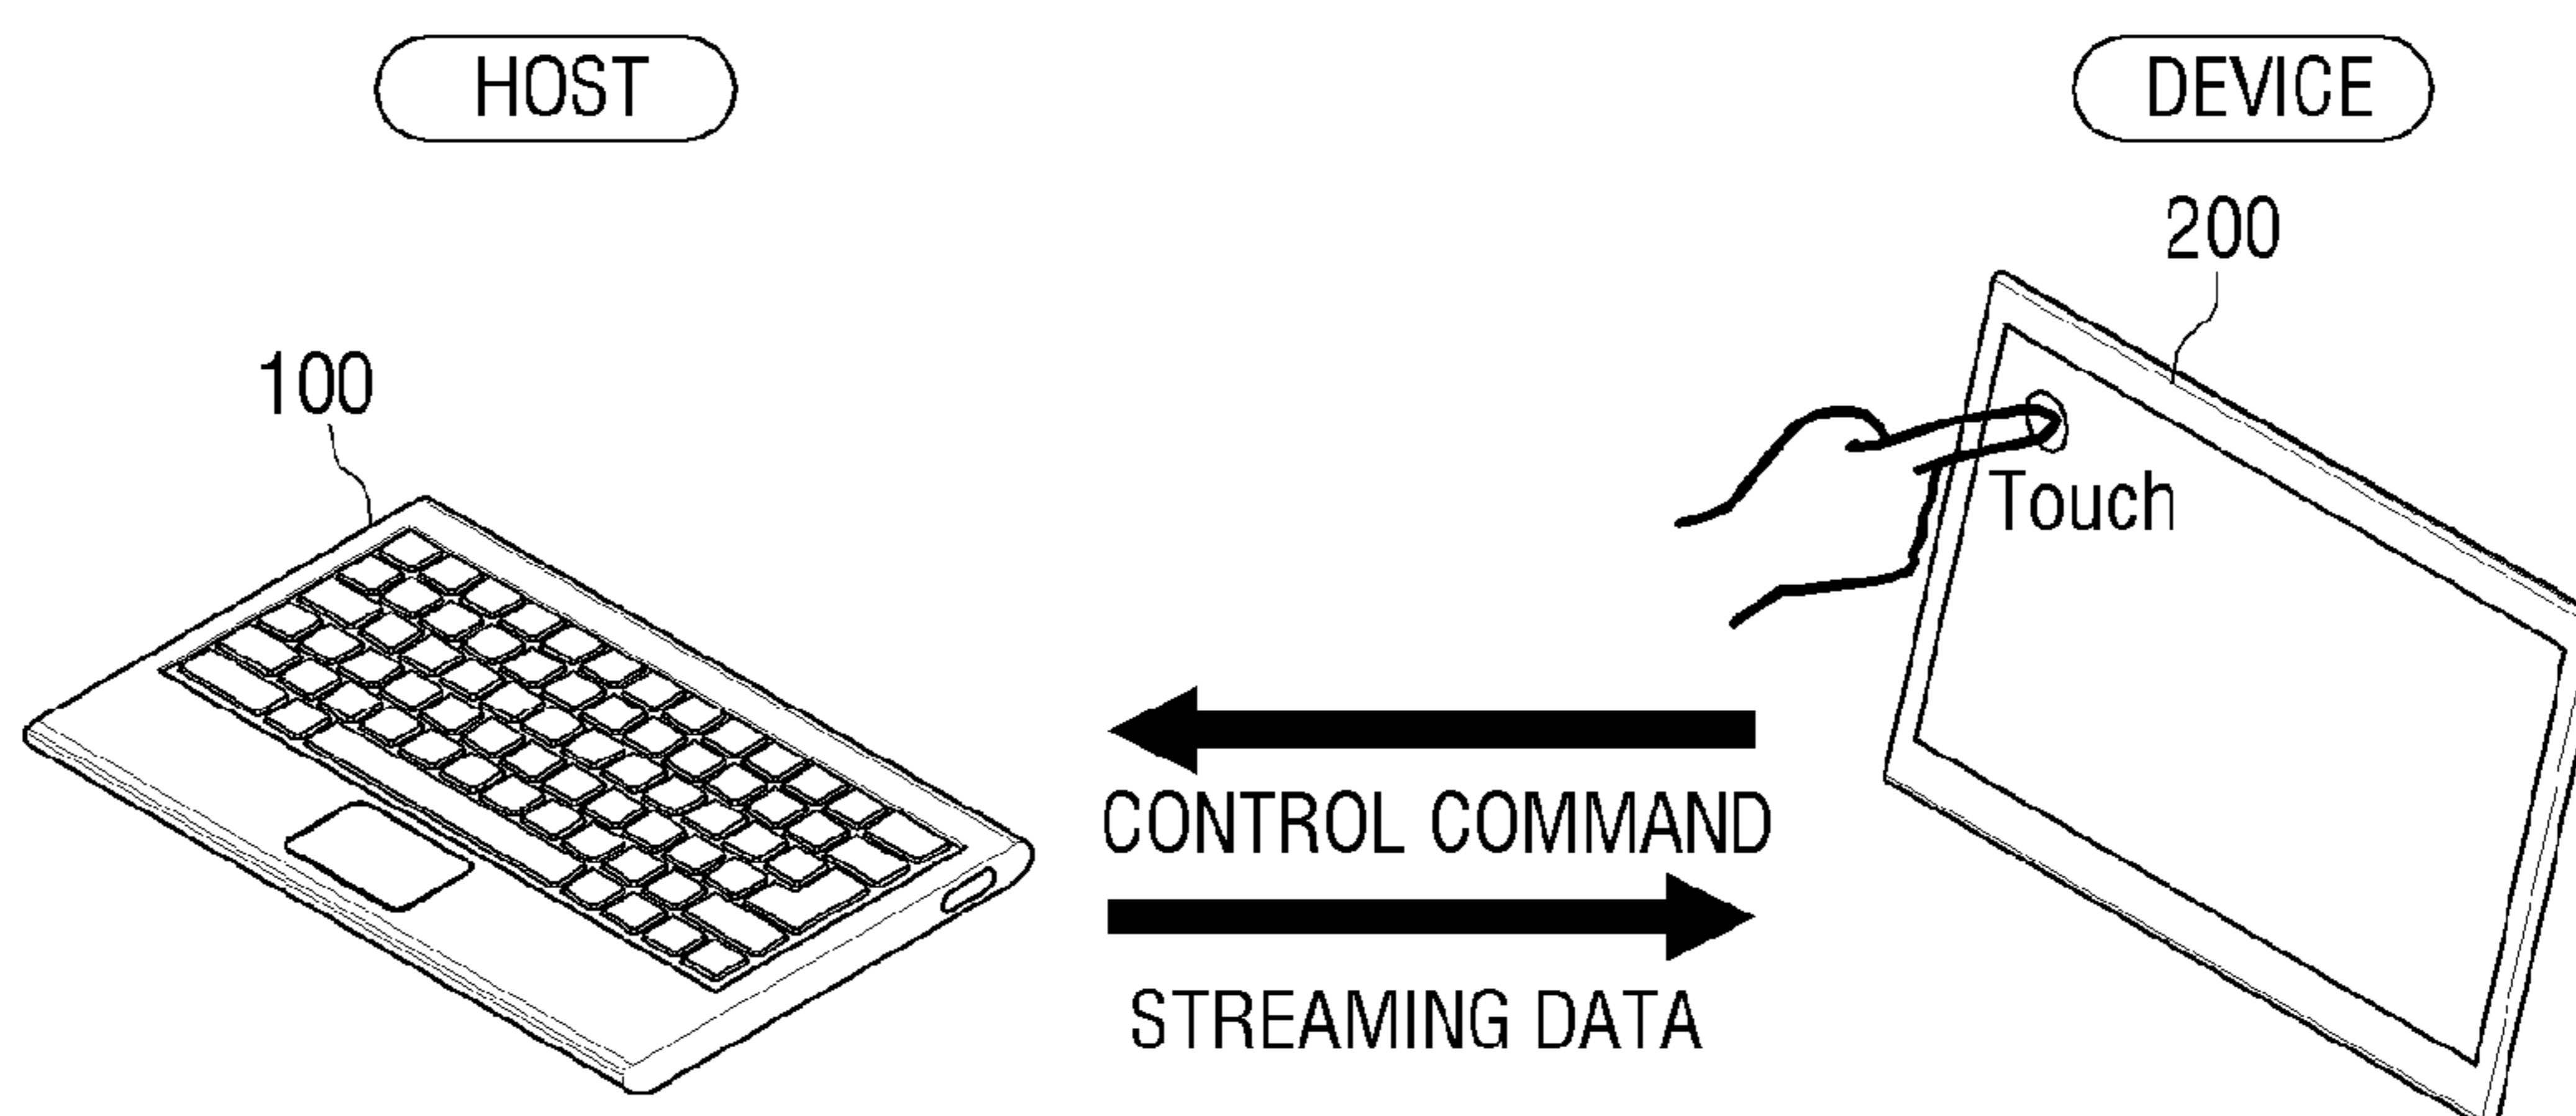 HOST
DEVICE
200
100
Touch
CONTROL COMMAND
STREAMING DATA